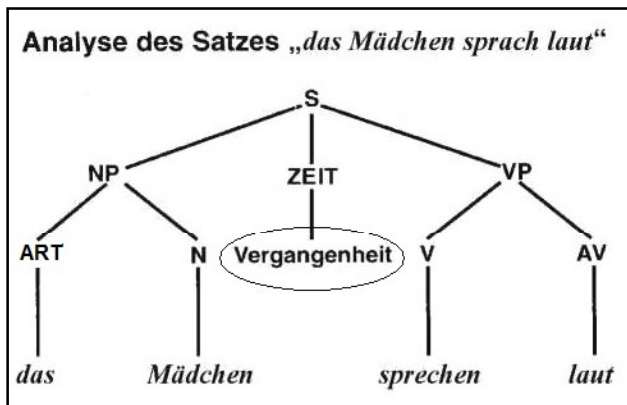 Analyse des Satzes „das Mädchen sprach laut“
S
NP ZEIT VP
ART N Vergangenheit V AV
das Mädchen sprechen laut